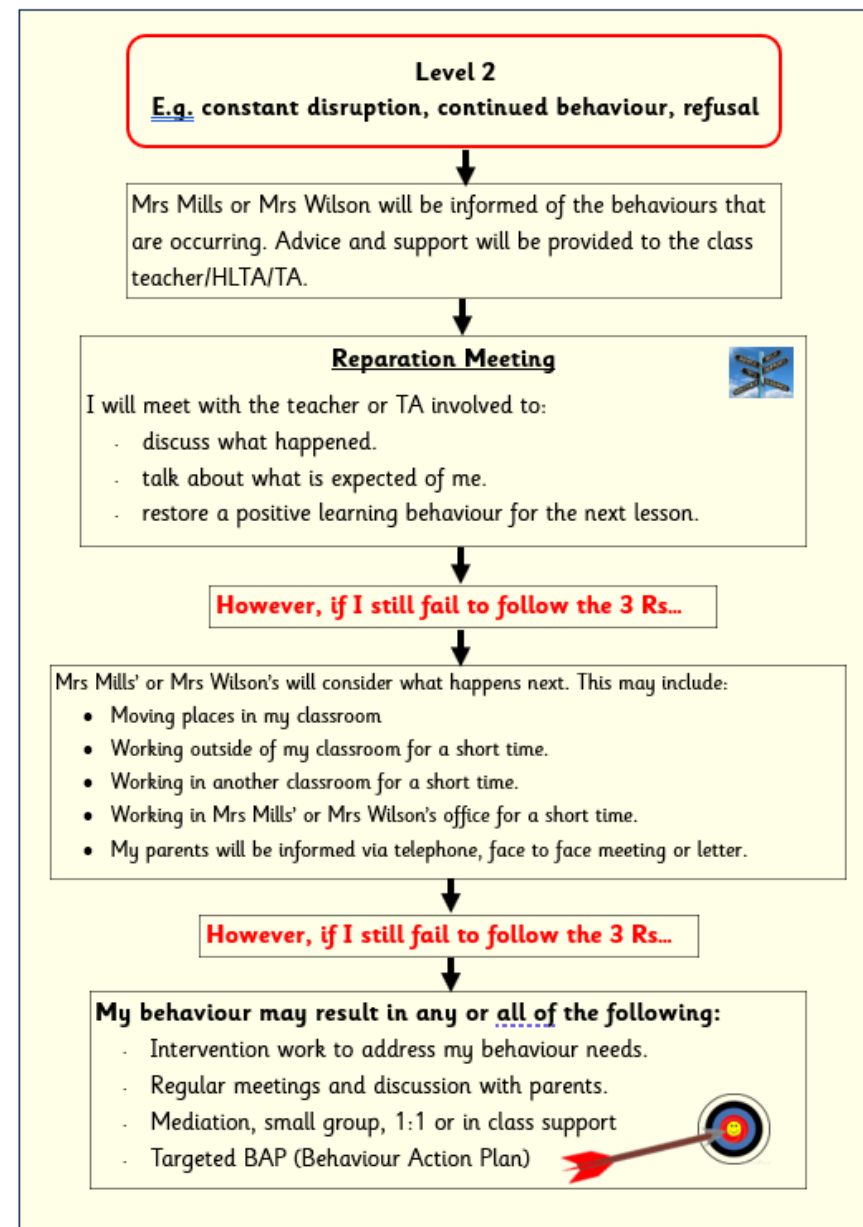 Level 2
E.g. constant disruption, continued behaviour, refusal
Mrs Mills or Mrs Wilson will be informed of the behaviours that
are occurring. Advice and support will be provided to the class
teacher/HLTA/TA.
Reparation Meeting
I will meet with the teacher or TA involved to:
- discuss what happened.
- talk about what is expected of me.
- restore a positive learning behaviour for the next lesson.
However, if I still fail to follow the 3 Rs...
Mrs Mills' or Mrs Wilson's will consider what happens next. This may include:
• Moving places in my classroom
• Working outside of my classroom for a short time.
• Working in another classroom for a short time.
• Working in Mrs Mills' or Mrs Wilson's office for a short time.
• My parents will be informed via telephone, face to face meeting or letter.
However, if I still fail to follow the 3 Rs...
My behaviour may result in any or all of the following:
- Intervention work to address my behaviour needs.
- Regular meetings and discussion with parents.
- Mediation, small group, 1:1 or in class support
- Targeted BAP (Behaviour Action Plan)